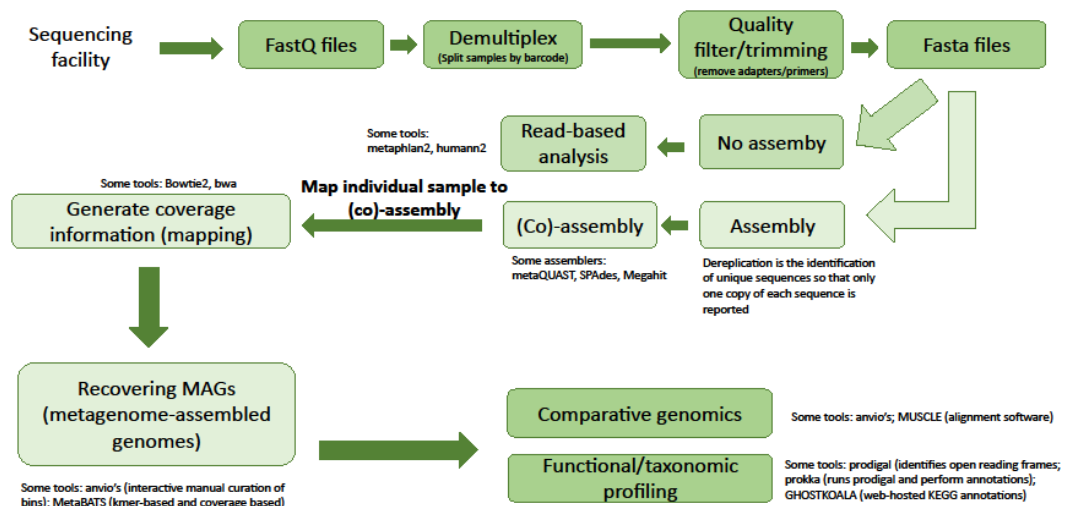 Sequencing
facility
FastQ files
Demultiplex
(Split samples by barcode)
Quality
filter/trimming
(remove adapters/primers)
Fasta files
Some tools:
metaphlan2, humann2
Read-based
analysis
No assemby
Some tools: Bowtie2, bwa
Generate coverage
information (mapping)
Map individual sample to
(co)-assembly
(Co)-assembly
Some assemblers:
metaQUAST, SPAdes, Megahit
Assembly
Dereplication is the identification
of unique sequences so that only
one copy of each sequence is
reported
Recovering MAGs
(metagenome-assembled
genomes)
Some tools: anvio's (interactive manual curation of
bins); MetaBATS (kmer-based and coverage based)
Comparative genomics
Some tools: anvio's; MUSCLE (alignment software)
Functional/taxonomic
profiling
Some tools: prodigal (identifies open reading frames;
prokka (runs prodigal and perform annotations);
GHOSTKOALA (web-hosted KEGG annotations)